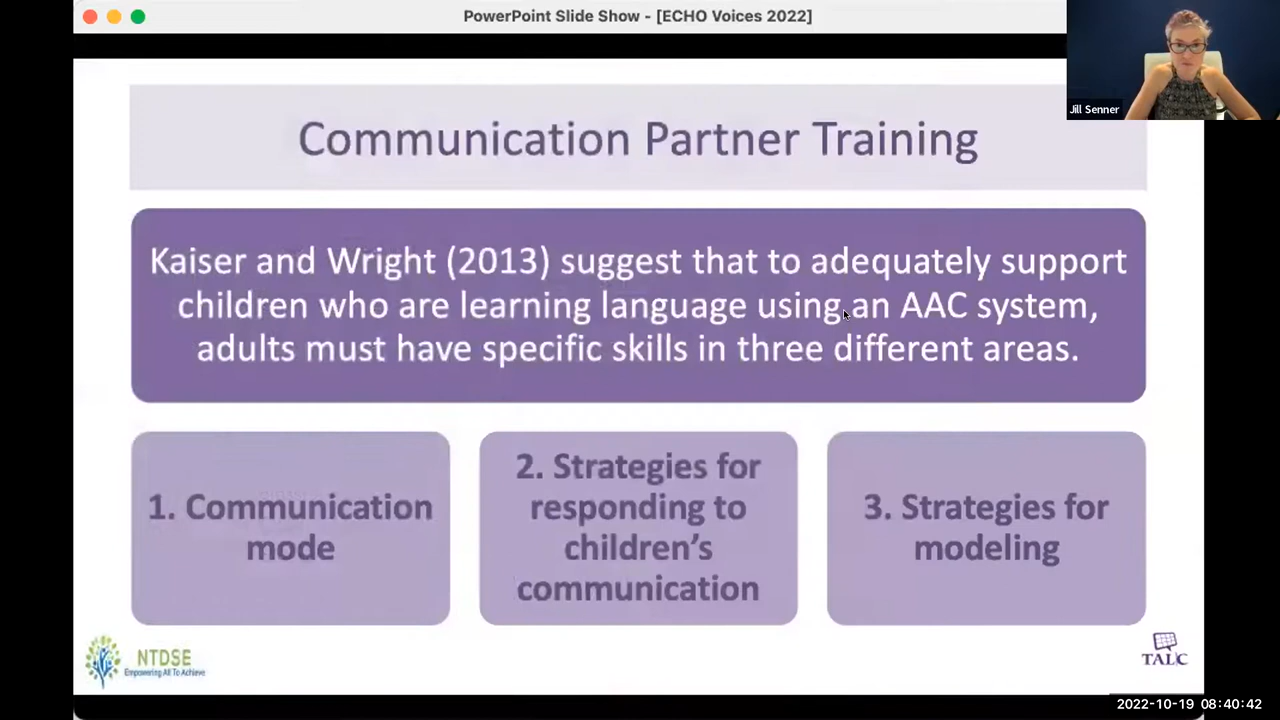 PowerPoint Slide Show - [ECHO Voices 2022]
Jill Senner
Communication Partner Training
Kaiser and Wright (2013) suggest that to adequately support
children who are learning language using an AAC system,
adults must have specific skills in three different areas.
1. Communication
mode
2. Strategies for
responding to
children’s
communication
3. Strategies for
modeling
NTDSE
Empowering All To Achieve
TALC
2022-10-19 08:40:42